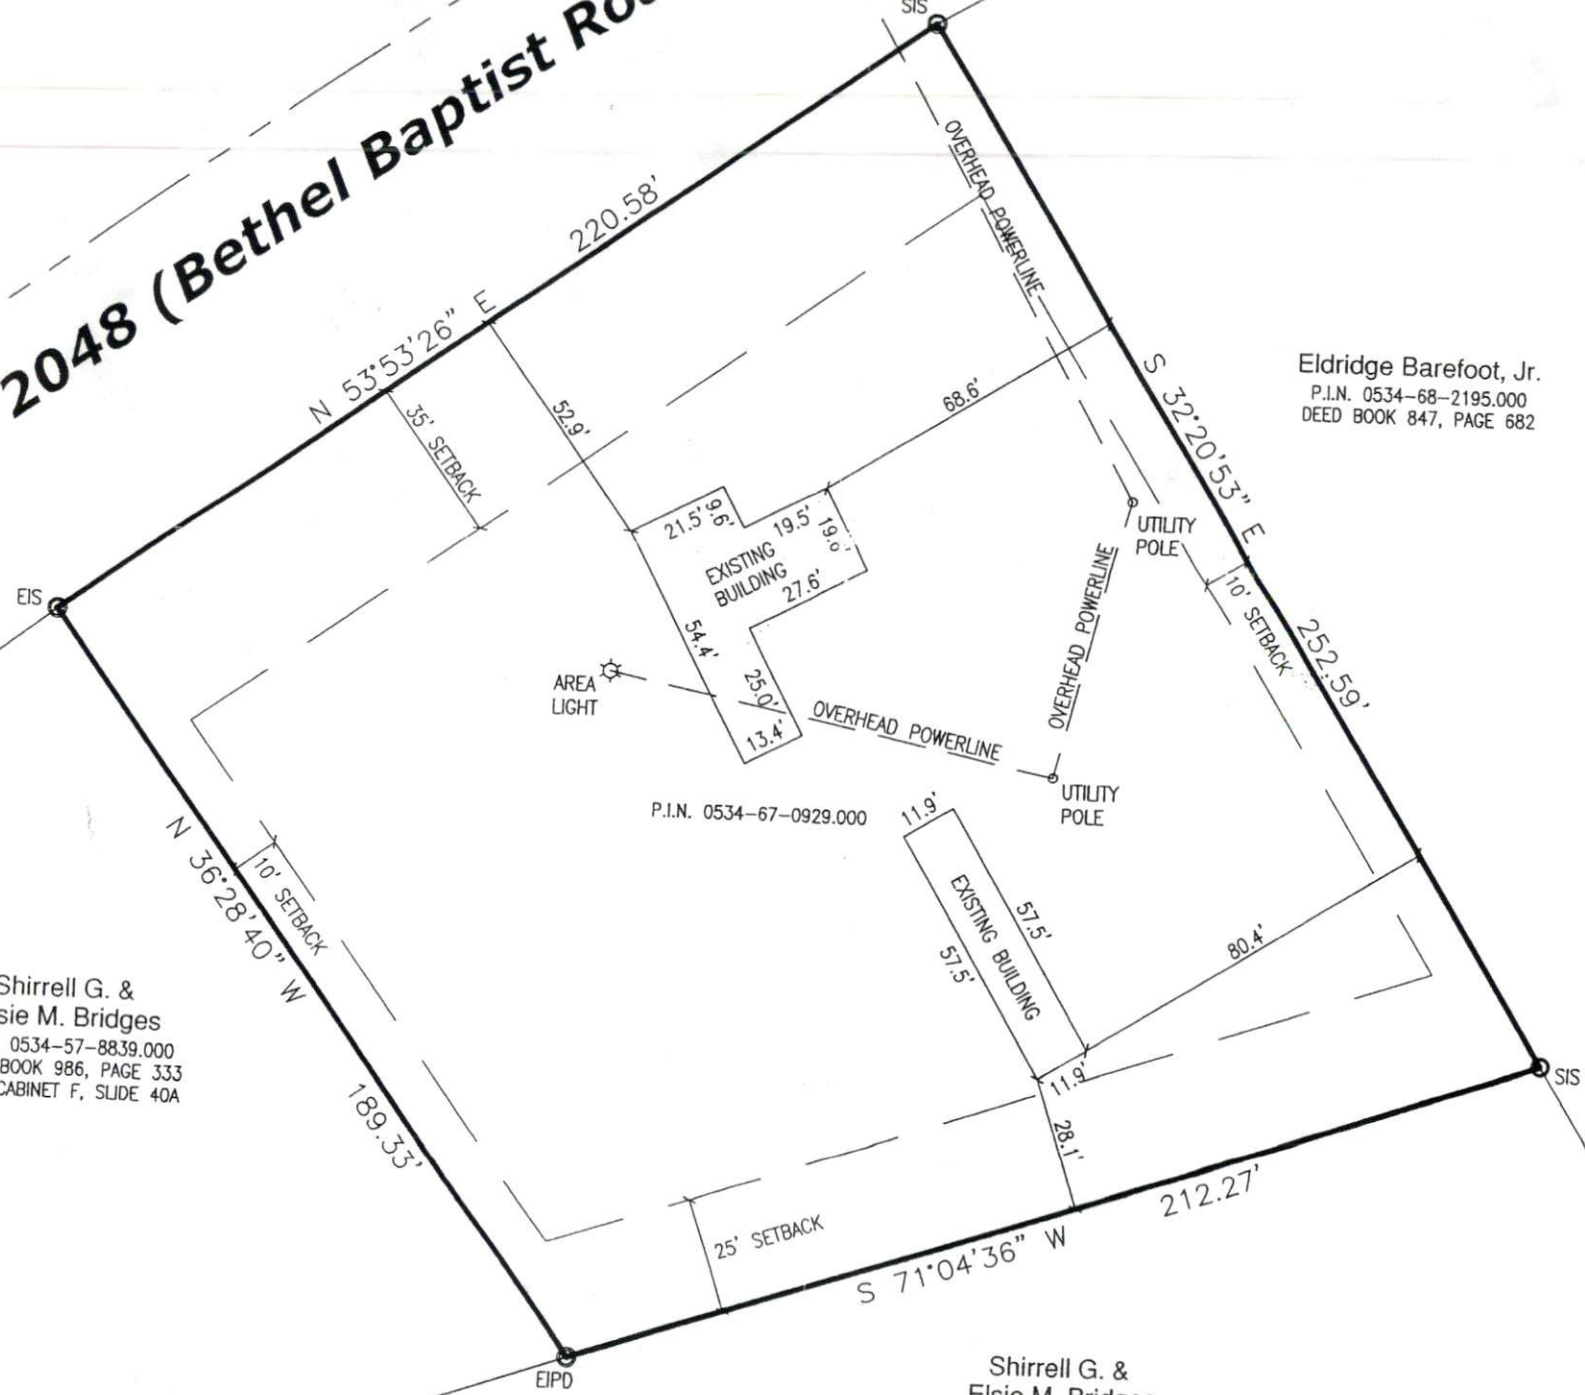 SIS
2048 (Bethel Baptist
220.58'
N 53°53'26" E
OVERHEAD POWERLINE
35' SETBACK
52.9'
68.6'
S 32°20'53" E
Eldridge Barefoot, Jr.
P.I.N. 0534-68-2195.000
DEED BOOK 847, PAGE 682
21.5'
9.6'
19.5'
EXISTING
BUILDING
27.6'
54.4'
25.0'
13.4'
UTILITY
POLE
OVERHEAD POWERLINE
10' SETBACK
252.59'
EIS
AREA
LIGHT
OVERHEAD POWERLINE
UTILITY
POLE
P.I.N. 0534-67-0929.000
11.9'
EXISTING BUILDING
57.5'
57.5'
80.4'
11.9'
28.1'
N 36°28'40" W
10' SETBACK
189.33'
Shirrell G. &
M. Bridges
0534-57-8839.000
BOOK 986, PAGE 333
CABINET F, SLIDE 40A
SIS
212.27'
S 71°04'36" W
25' SETBACK
EIPD
Shirrell G. &
Elsie M. Bridges